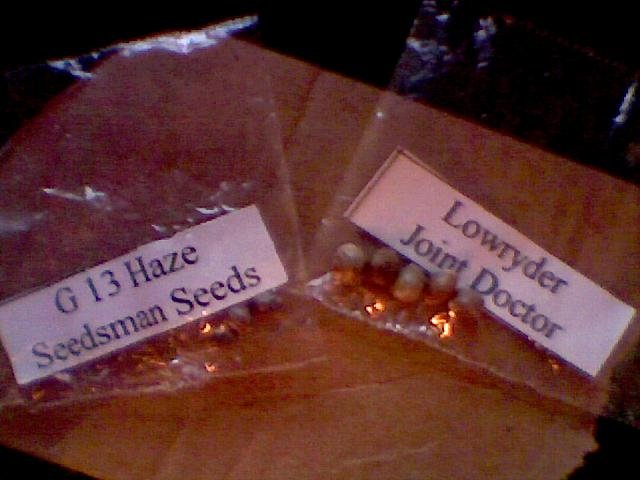 G 13 Haze
Seedsman Seeds
Lowryder
Joint Doctor